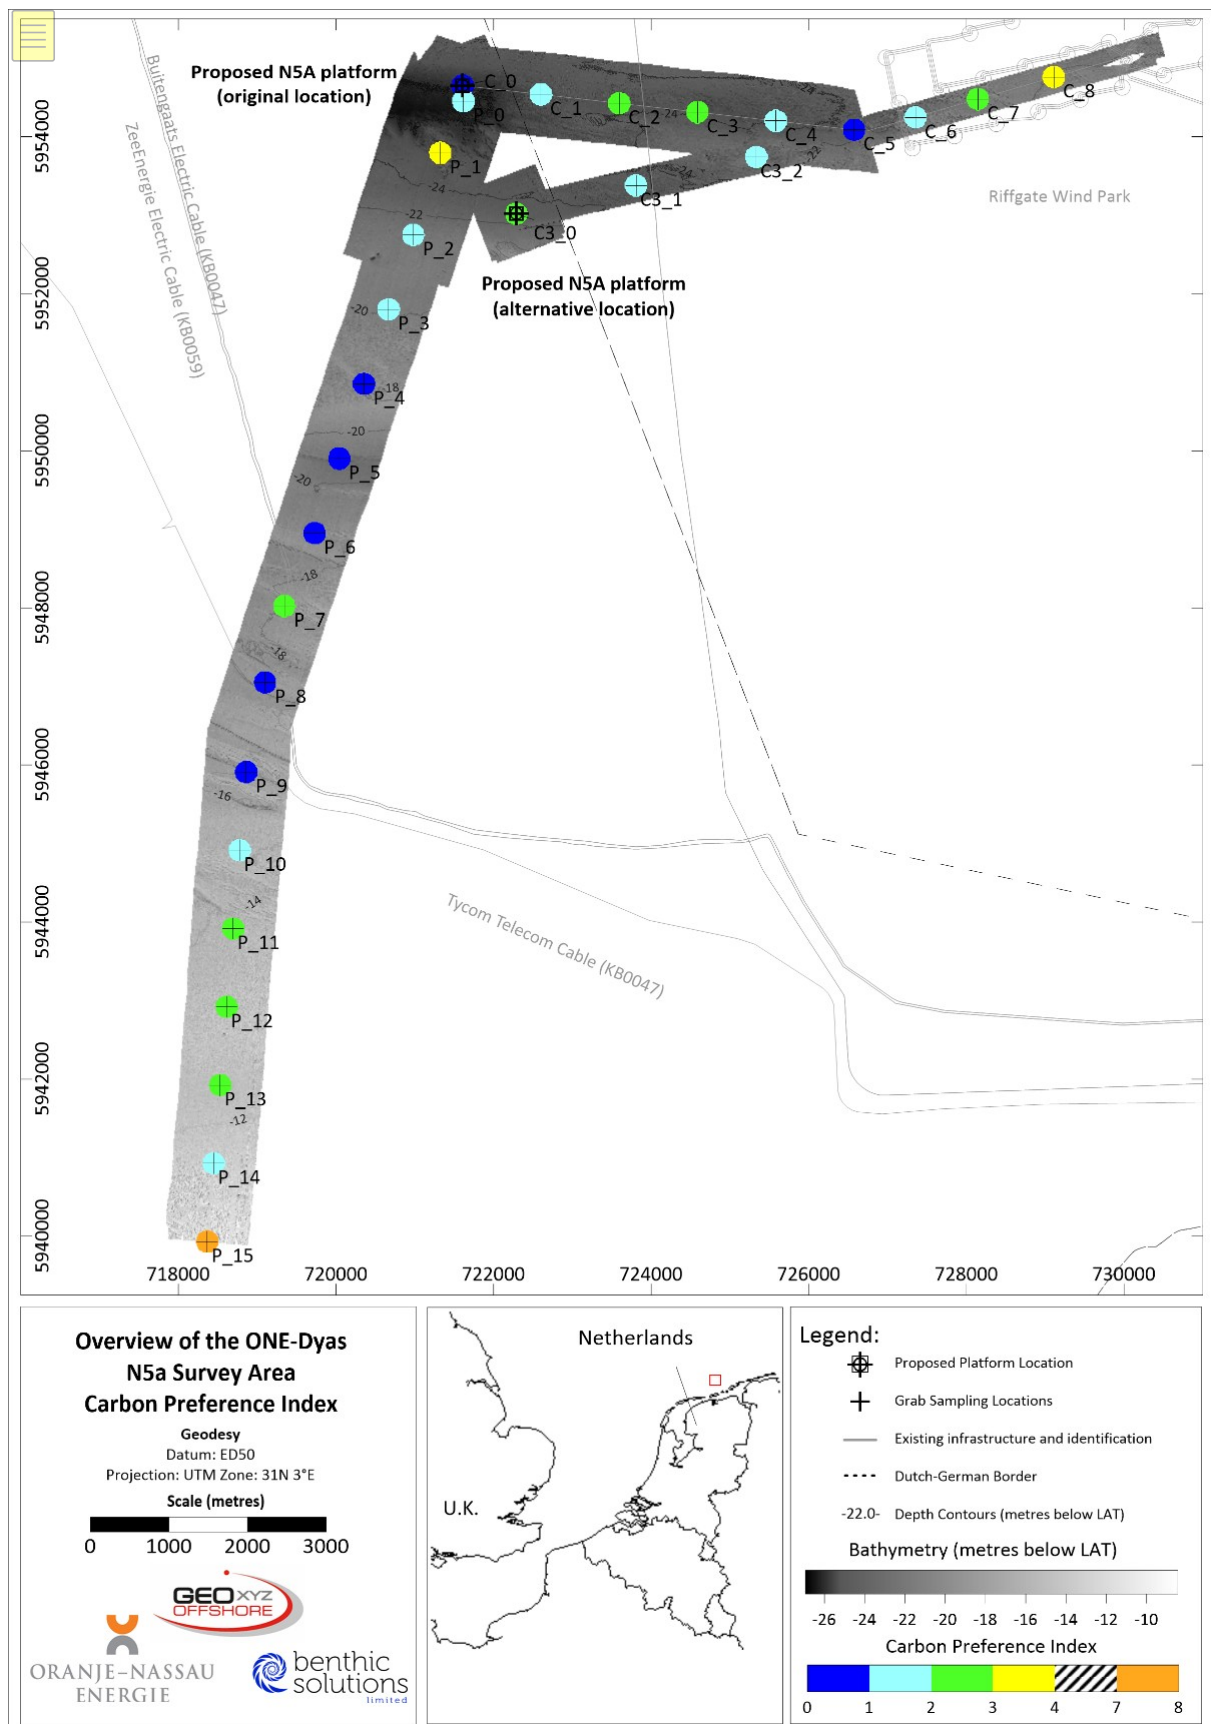 Proposed N5A platform
(original location)
C_0
P_0
C_1
C_2
-24
C_3
C_4
C_5
C_6
C_7
C_8
-24
P_1
-24
-22
-24
C3_2
-22
C3_1
C3_0
Riffgate Wind Park
P_2
Proposed N5A platform
(alternative location)
Buitengaats Electric Cable (KB0047)
ZeeEnergie Electric Cable (KB0059)
-20
P_3
-18
P_4
-20
P_5
-20
P_6
-18
P_7
-18
P_8
P_9
-16
P_10
-14
P_11
Tycom Telecom Cable (KB0047)
P_12
P_13
-12
P_14
P_15
5954000
5952000
5950000
5948000
5946000
5944000
5942000
5940000
718000 720000 722000 724000 726000 728000 730000
Overview of the ONE-Dyas
N5a Survey Area
Carbon Preference Index
Geodesy
Datum: ED50
Projection: UTM Zone: 31N 3°E
Scale (metres)
0 1000 2000 3000
GEO XYZ
OFFSHORE
ORANJE-NASSAU
ENERGIE
benthic
solutions
limited
Netherlands
U.K.
Legend:
Proposed Platform Location
Grab Sampling Locations
Existing infrastructure and identification
Dutch-German Border
-22.0- Depth Contours (metres below LAT)
Bathymetry (metres below LAT)
-26 -24 -22 -20 -18 -16 -14 -12 -10
Carbon Preference Index
0 1 2 3 4 7 8